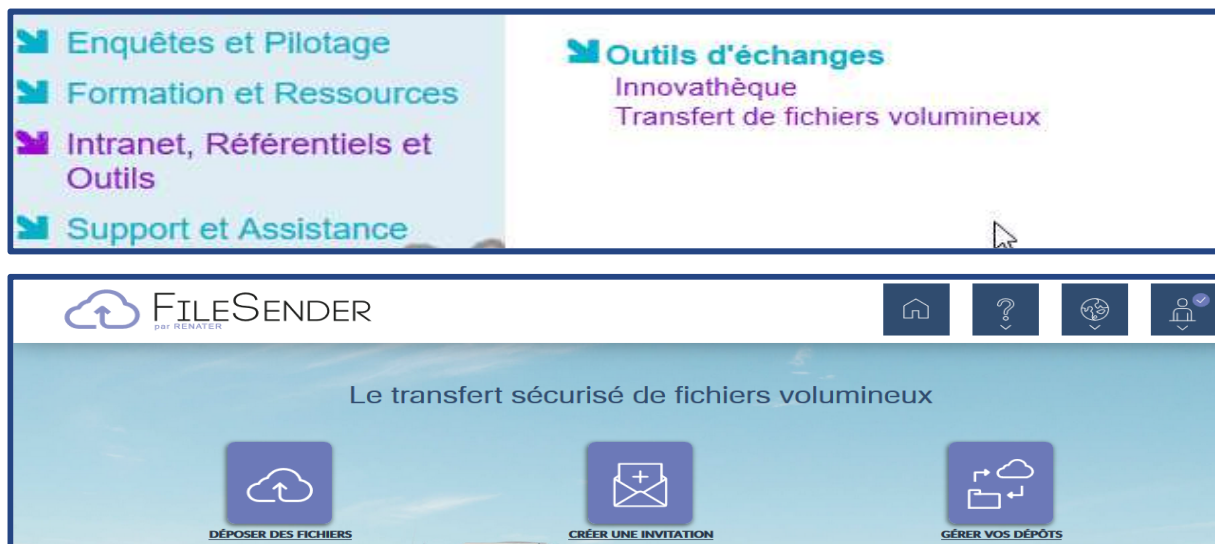 Enquêtes et Pilotage
Formation et Ressources
Intranet, Référentiels et
Outils
Support et Assistance
Outils d'échanges
Innovathèque
Transfert de fichiers volumineux
FILESENDER
par RENATER
Le transfert sécurisé de fichiers volumineux
DÉPOSER DES FICHIERS
CRÉER UNE INVITATION
GÉRER VOS DÉPÔTS